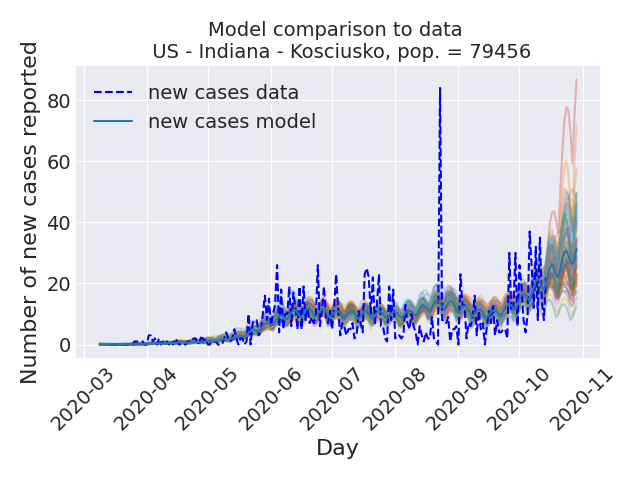 Model comparison to data
US - Indiana - Kosciusko, pop. = 79456
Number of new cases reported
new cases data
new cases model
80
60
40
20
0
2020-03
2020-04
2020-05
2020-06
2020-07
2020-08
2020-09
2020-10
2020-11
Day